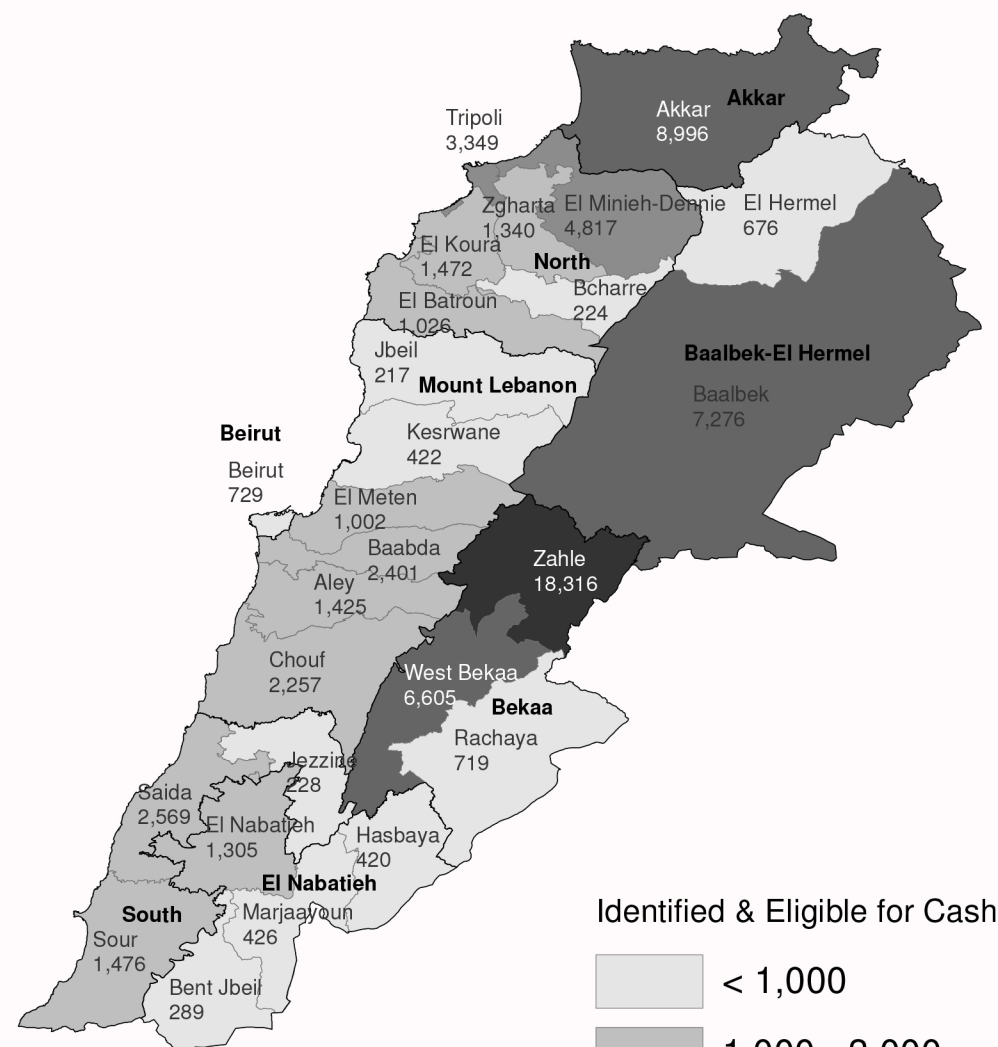 Akkar
Akkar
8,996
Tripoli
3,349
Zgharta
1,340
El Minieh-Dennie
4,817
El Hermel
676
El Koura
1,472
North
Bcharre
224
El Batroun
1,026
Jbeil
217
Mount Lebanon
Baalbek-El Hermel
Baalbek
7,276
Kesrwane
422
Beirut
Beirut
729
El Meten
1,002
Baabda
2,401
Zahle
18,316
Aley
1,425
Chouf
2,257
West Bekaa
6,605
Bekaa
Rachaya
719
Jezzine
228
Saida
2,569
El Nabatieh
1,305
Hasbaya
420
El Nabatieh
South
Sour
1,476
Marjaayoun
426
Bent Jbeil
289
Identified & Eligible for Cash
< 1,000